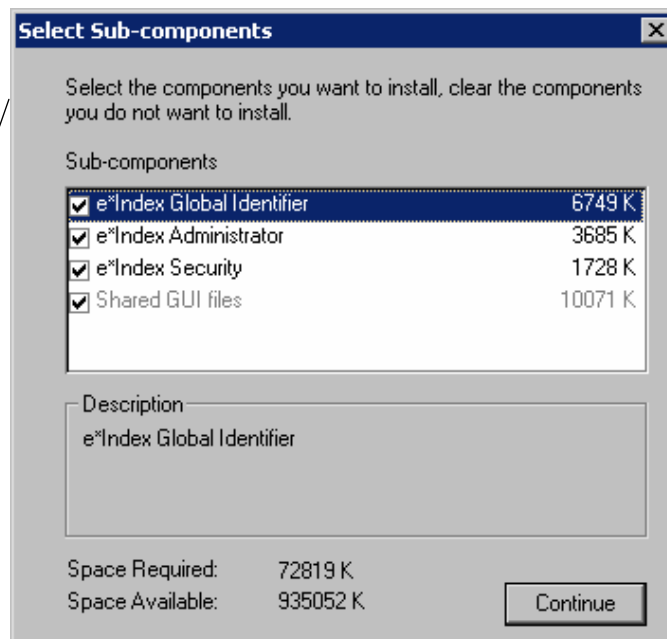 Select Sub-components
Select the components you want to install, clear the components
you do not want to install.
Sub-components
e*Index Global Identifier 6749 K
e*Index Administrator 3685 K
e*Index Security 1728 K
Shared GUI files 10071 K
Description
e*Index Global Identifier
Space Required: 72819 K
Space Available: 935052 K
Continue